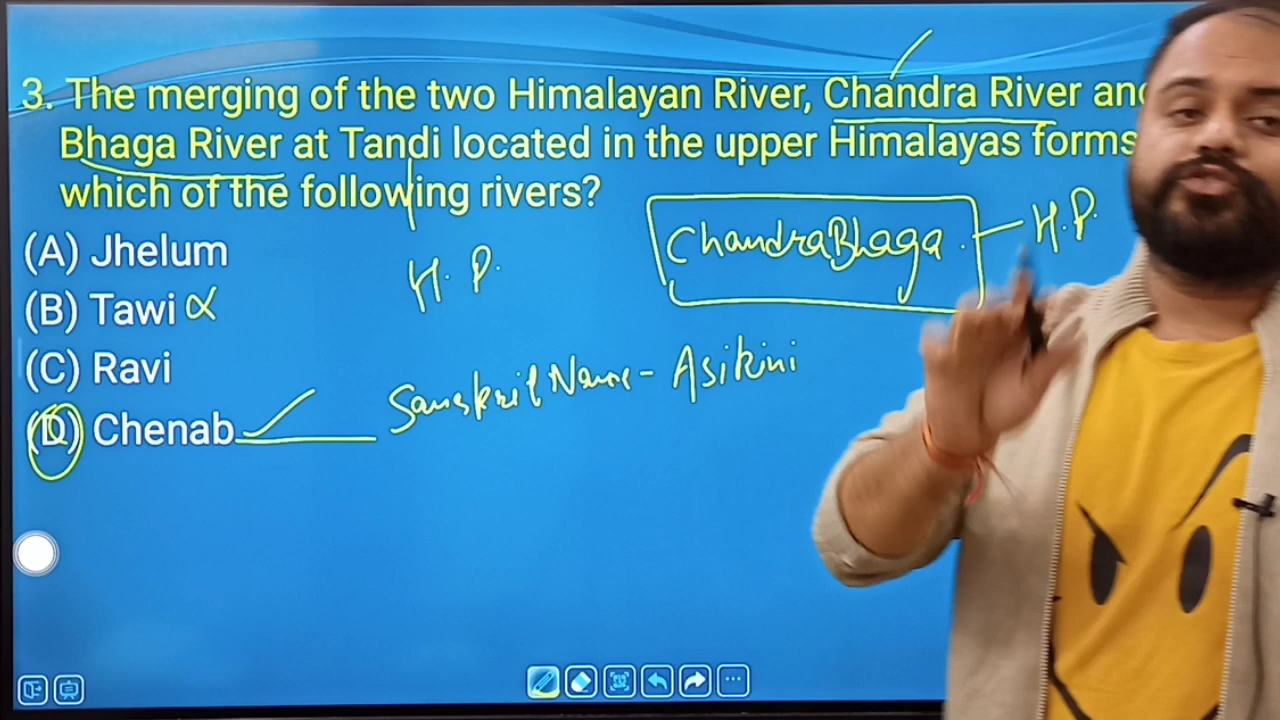 3. The merging of the two Himalayan River, Chandra River and
Bhaga River at Tandi located in the upper Himalayas forms
which of the following rivers?
ChandraBhaga. - H.P.
(A) Jhelum
H. P.
(B) Tawi α
(C) Ravi
Sanskrit Name - Asikini
(D) Chenab